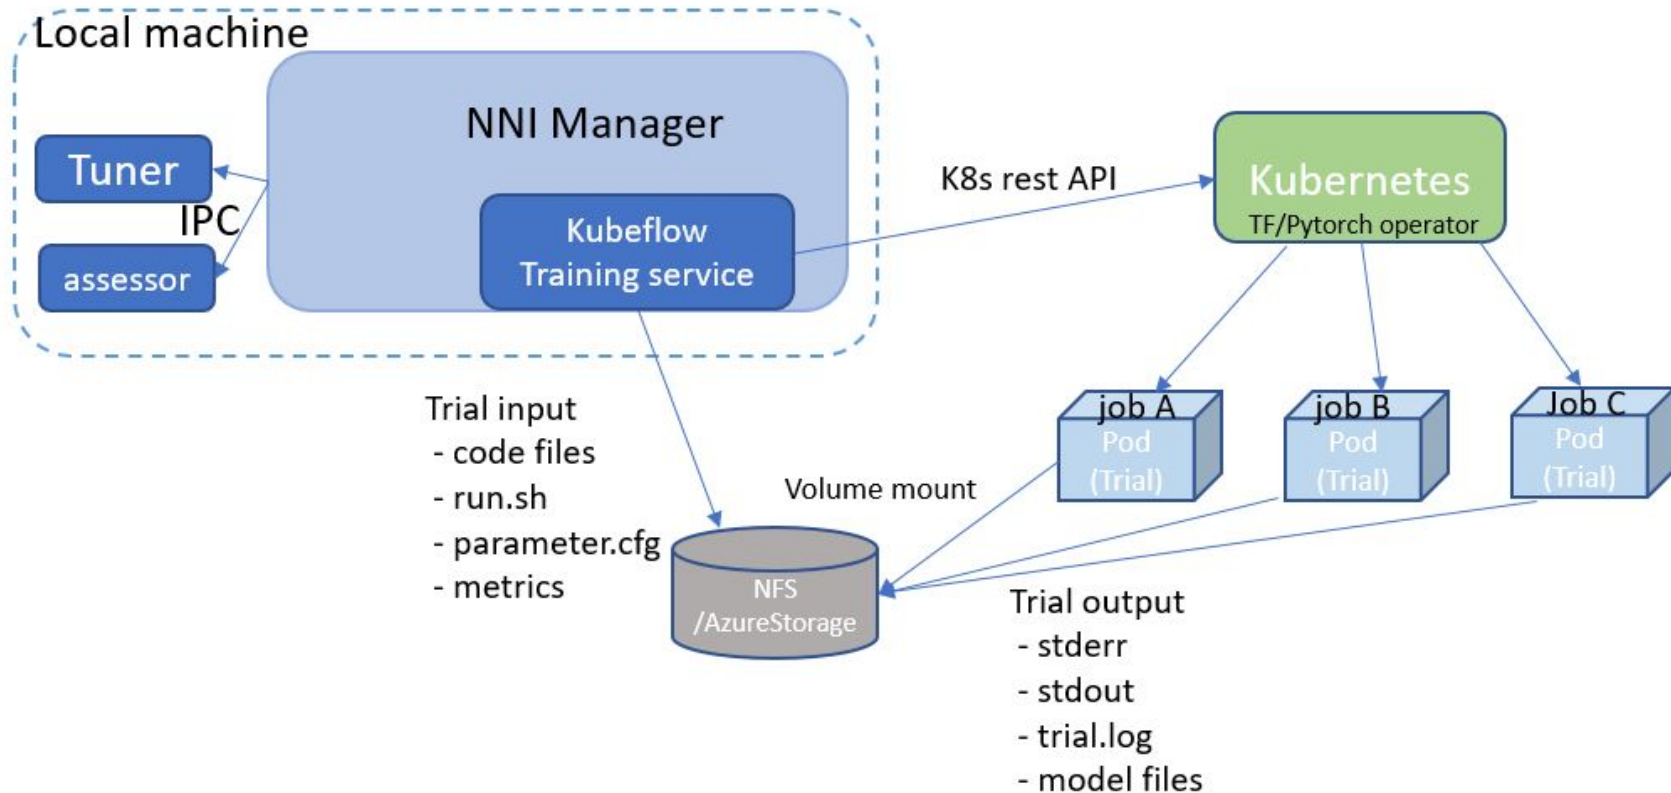 Local machine
NNI Manager
Tuner
IPC
assessor
Kubeflow
Training service
K8s rest API
Kubernetes
TF/Pytorch operator
job A
Pod
(Trial)
job B
Pod
(Trial)
Job C
Pod
(Trial)
Trial input
- code files
- run.sh
- parameter.cfg
- metrics
Volume mount
NFS
/AzureStorage
Trial output
- stderr
- stdout
- trial.log
- model files